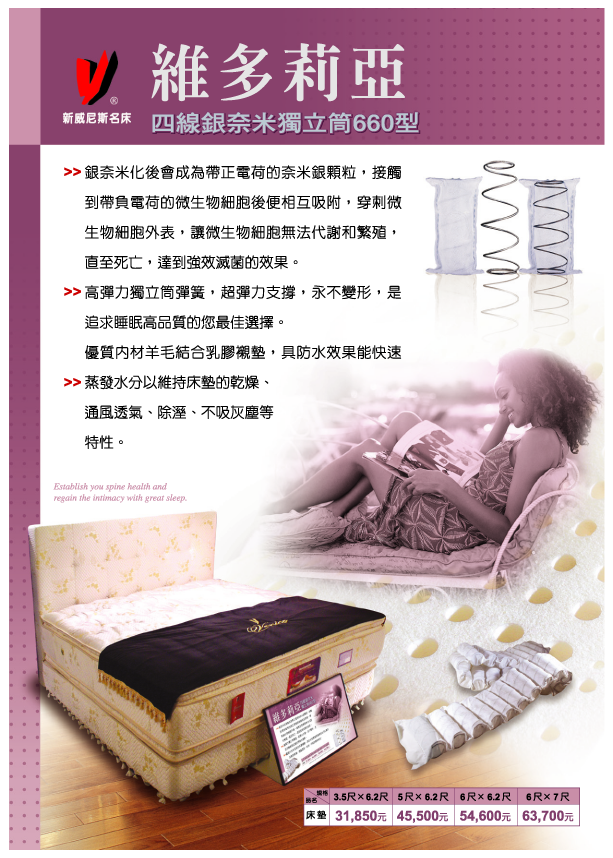 維多莉亞
新威尼斯名床
®
四線銀奈米獨立筒660型
>> 銀奈米化後會成為帶正電荷的奈米銀顆粒，接觸
到帶負電荷的微生物細胞後便相互吸附，穿刺微
生物細胞外表，讓微生物細胞無法代謝和繁殖，
直至死亡，達到強效滅菌的效果。
>> 高彈力獨立筒彈簧，超彈力支撐，永不變形，是
追求睡眠高品質的您最佳選擇。
優質內材羊毛結合乳膠襯墊，具防水效果能快速
>> 蒸發水分以維持床墊的乾燥、
通風透氣、除溼、不吸灰塵等
特性。
Establish you spine health and
regain the intimacy with great sleep.
Venice
維多莉亞
規格 3.5尺×6.2尺 5尺×6.2尺 6尺×6.2尺 6尺×7尺
床墊 31,850元 45,500元 54,600元 63,700元